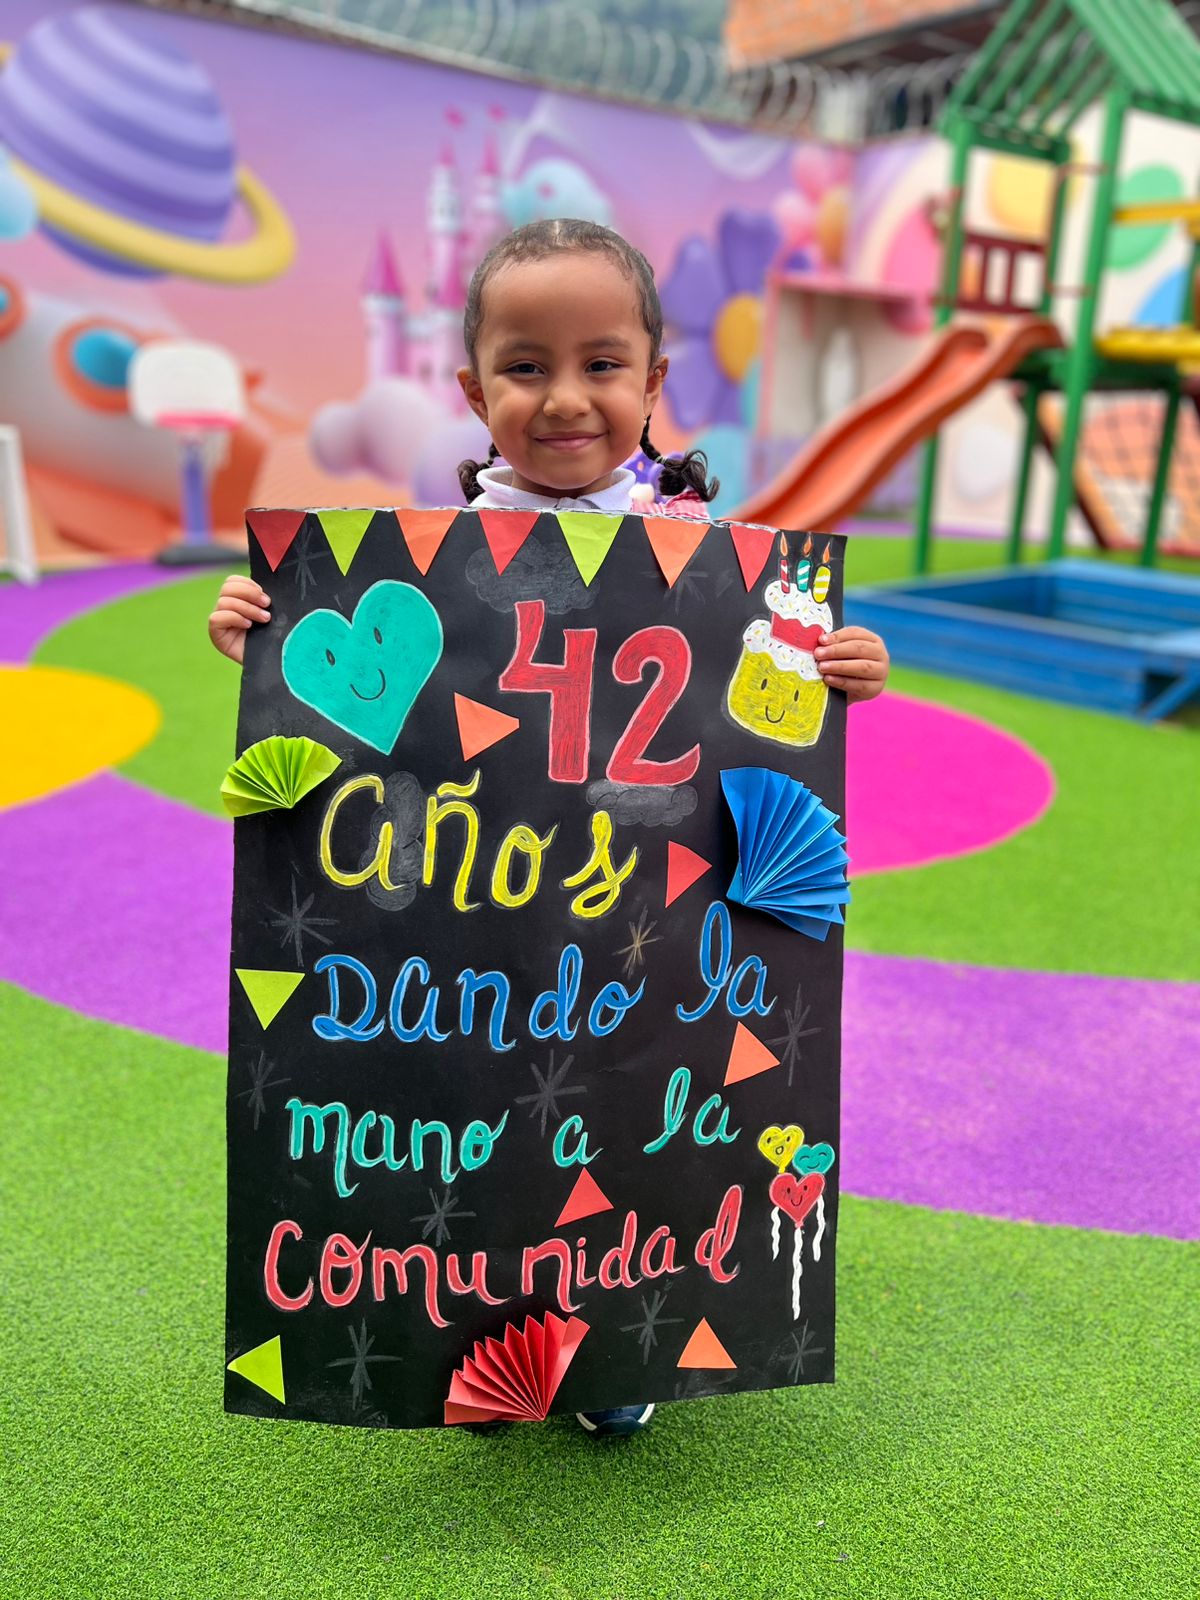 42
años
Dando la
mano a la
Comunidad